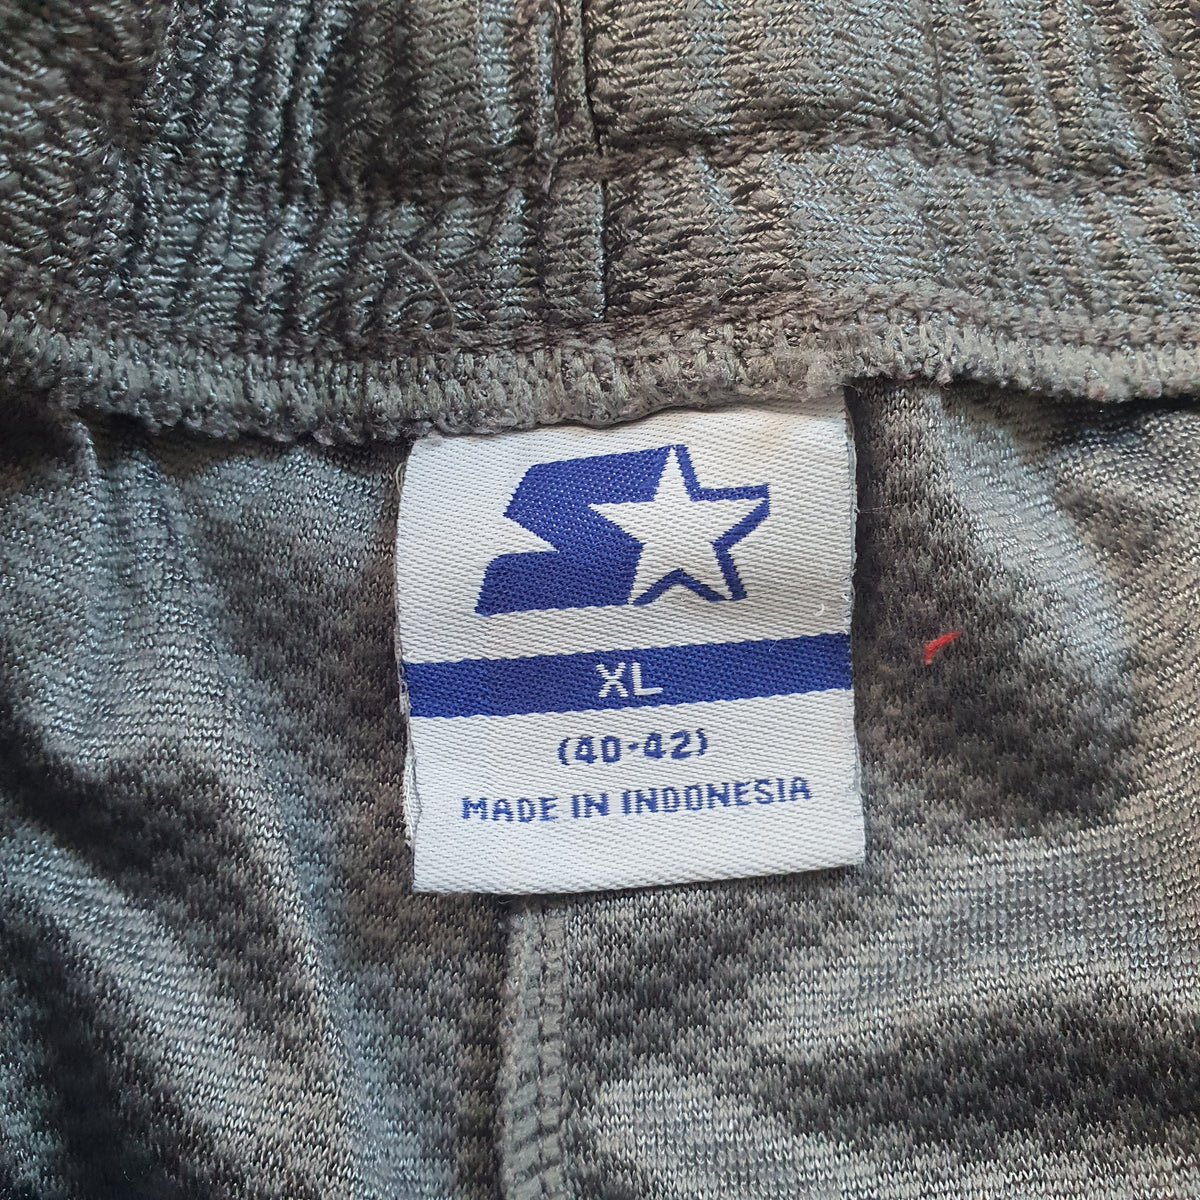 XL
(40-42)
MADE IN INDONESIA